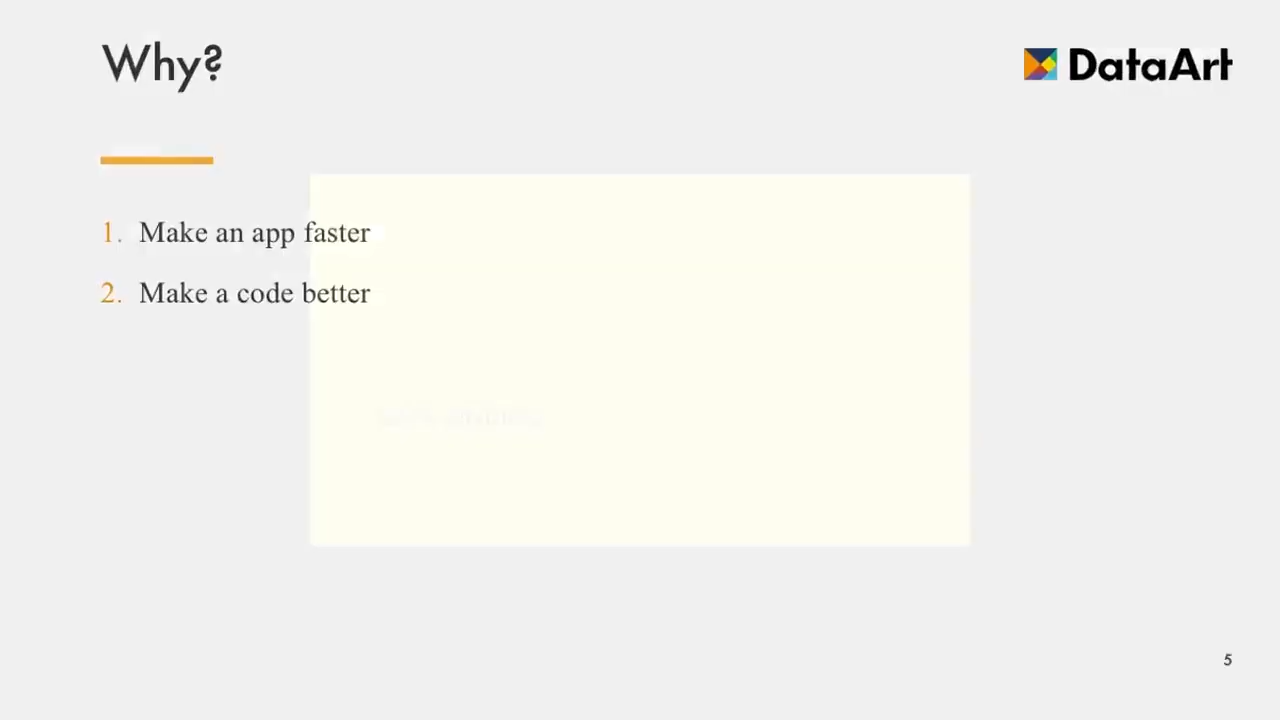 Why?
DataArt
1. Make an app faster
2. Make a code better
5